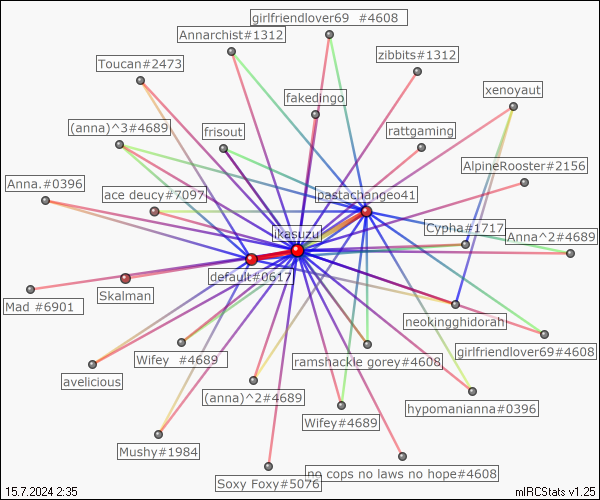 girlfriendlover69 #4608
Annarchist#1312
zibbits#1312
Toucan#2473
xenoyaut
fakedingo
(anna)^3#4689
frisout
rattgaming
AlpineRooster#2156
Anna.#0396
ace deucy#7097
pastachangeo41
Cypha#1717
ikasuzu
Anna^2#4689
default#0617
Skalman
Mad #6901
neokingghidorah
girlfriendlover69#4608
Wifey #4689
ramshackle gorey#4608
avelicious
(anna)^2#4689
hypomanianna#0396
Wifey#4689
Mushy#1984
no cops no laws no hope#4608
Soxy Foxy#5076
15.7.2024 2:35
mIRCStats v1.25